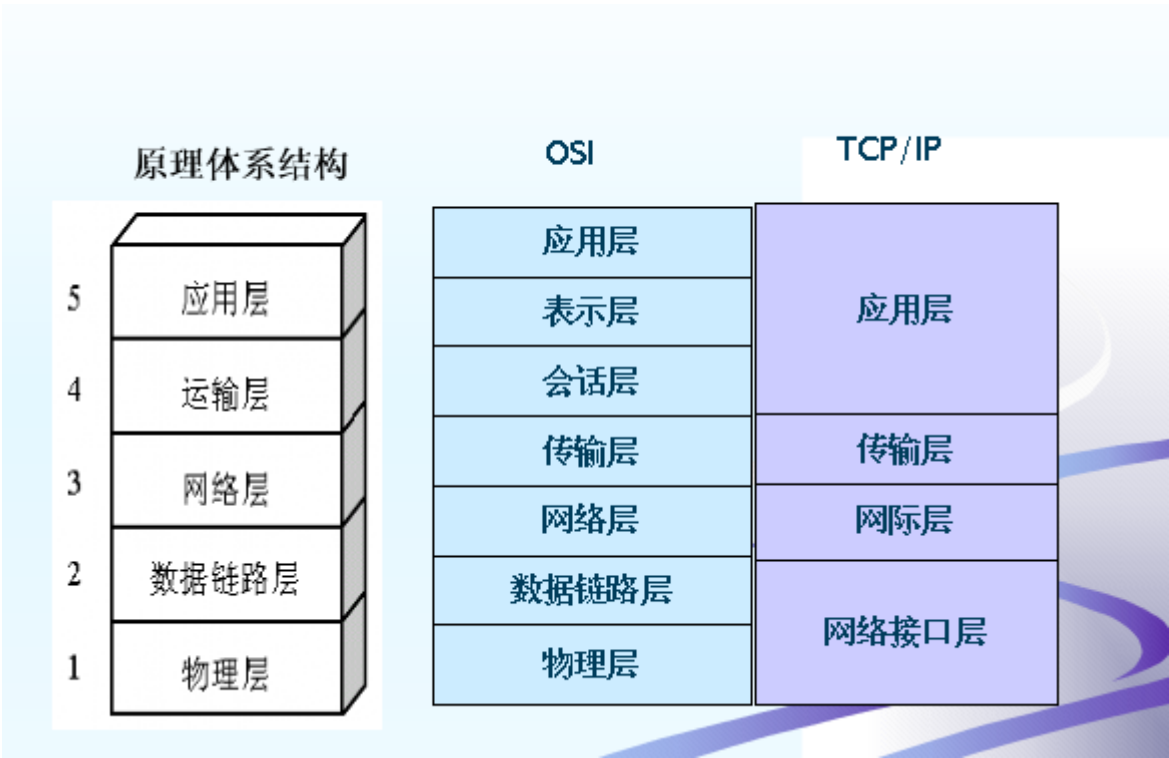 原理体系结构
5 应用层
4 运输层
3 网络层
2 数据链路层
1 物理层
OSI
应用层
表示层
会话层
传输层
网络层
数据链路层
物理层
TCP/IP
应用层
传输层
网际层
网络接口层